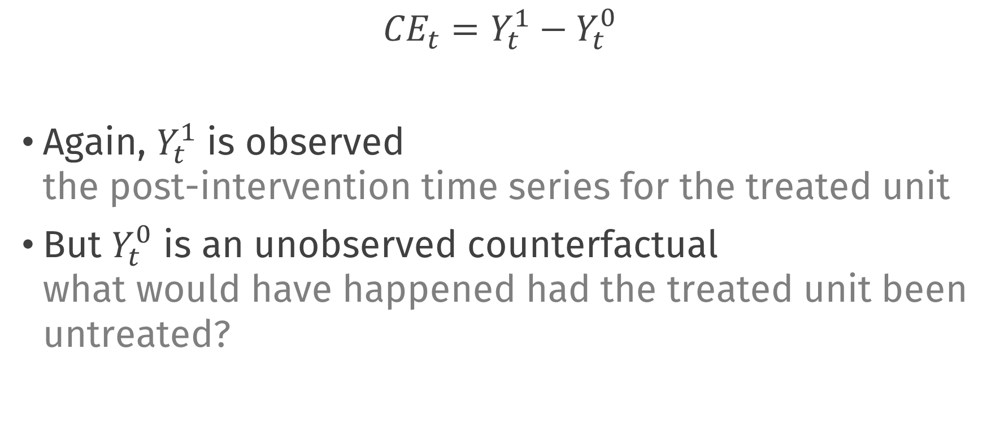 $CE_t = Y_t^1 - Y_t^0$
• Again, $Y_t^1$ is observed
the post-intervention time series for the treated unit
• But $Y_t^0$ is an unobserved counterfactual
what would have happened had the treated unit been
untreated?